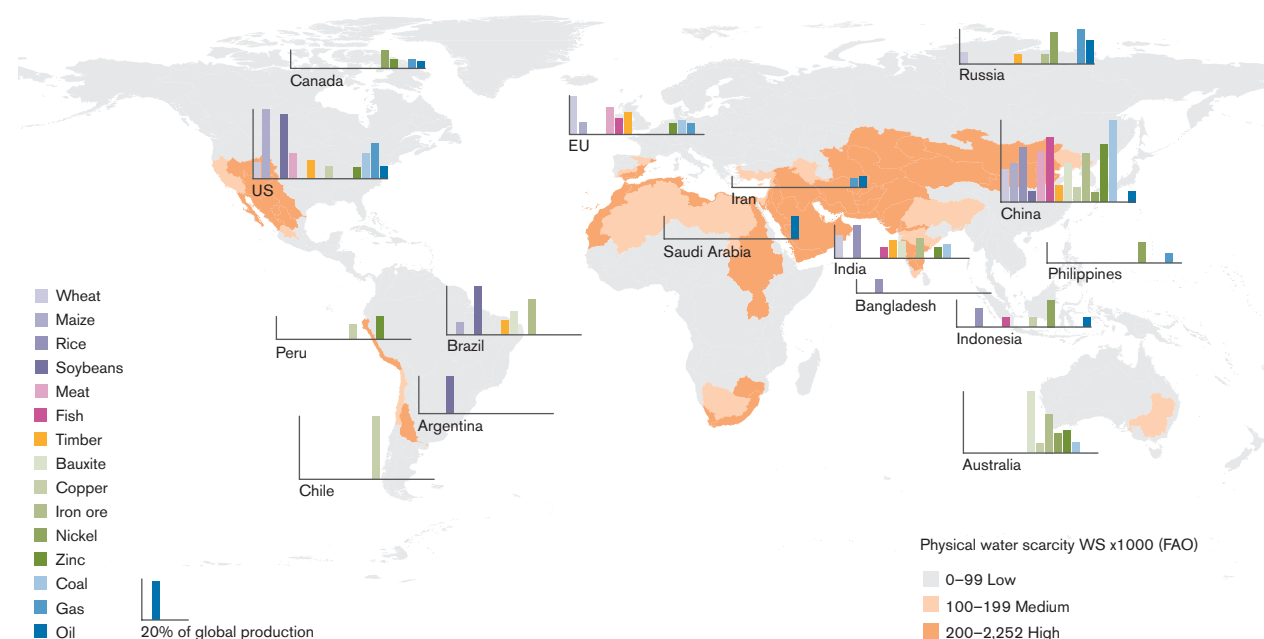 Canada
Russia
EU
US
Iran
China
Saudi Arabia
India
Philippines
Bangladesh
Indonesia
Peru
Brazil
Argentina
Chile
Australia
Wheat
Maize
Rice
Soybeans
Meat
Fish
Timber
Bauxite
Copper
Iron ore
Nickel
Zinc
Coal
Gas
Oil
20% of global production
Physical water scarcity WS x1000 (FAO)
0–99 Low
100–199 Medium
200–2,252 High